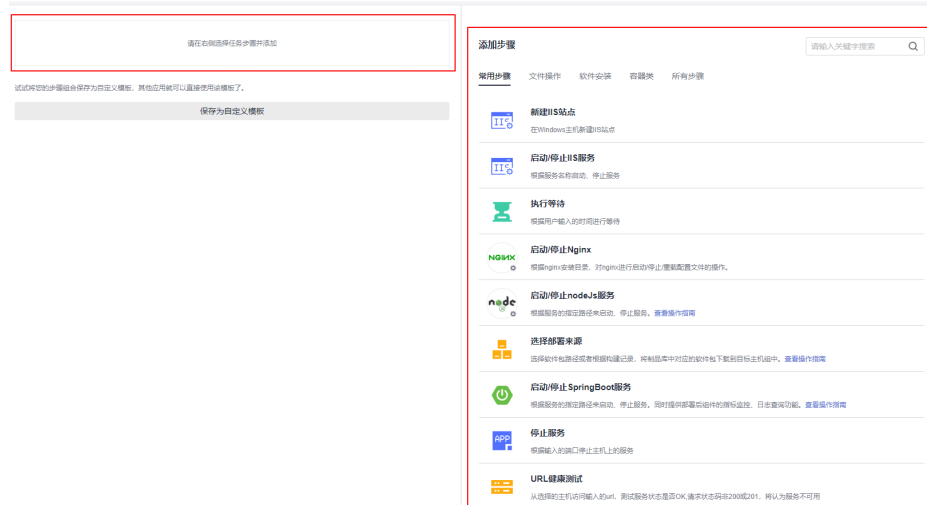 请在右侧选择任务步骤并添加
试试将您的步骤组合保存为自定义模板，其他应用就可以直接使用该模板了。
保存为自定义模板
添加步骤
请输入关键字搜索
常用步骤 文件操作 软件安装 容器类 所有步骤
新建IIS站点
在Windows主机新建IIS站点
启动/停止IIS服务
根据服务名称启动、停止服务
执行等待
根据用户输入的时间进行等待
启动/停止Nginx
根据nginx安装目录，对nginx进行启动/停止/重载配置文件的操作。
启动/停止nodeJs服务
根据服务的指定路径来启动、停止服务。查看操作指南
选择部署来源
选择软件包路径或者根据构建记录，将制品库中对应的软件包下载到目标主机组中。查看操作指南
启动/停止SpringBoot服务
根据服务的指定路径来启动、停止服务。同时提供部署后组件的指标监控、日志查询功能。查看操作指南
停止服务
根据输入的端口停止主机上的服务
URL健康测试
从选择的主机访问输入的url，测试服务状态是否OK,请求状态码非200或201，将认为服务不可用
IIS
IIS
NGINX
node
APP